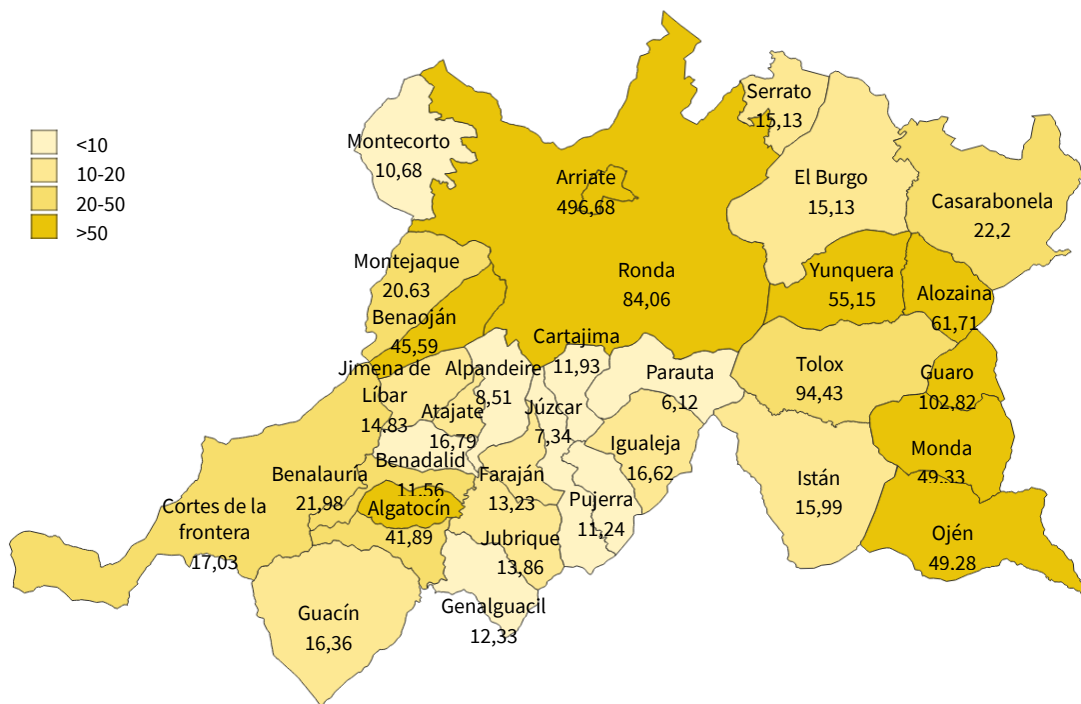 <10
10-20
20-50
>50
Serrato
15,13
Montecorto
10,68
Arriate
496,68
El Burgo
15,13
Casarabonela
22,2
Montejaque
20,63
Ronda
84,06
Yunquera
55,15
Alozaina
61,71
Benaoján
45,59
Cartajima
11,93
Jimena de
Líbar
14,83
Alpandeire
8,51
Parauta
6,12
Tolox
94,43
Guaro
102,82
Atajate
16,79
Júzcar
7,34
Igualeja
16,62
Monda
49,33
Benadalid
11,56
Benalauría
21,98
Faraján
13,23
Istán
15,99
Cortes de la
frontera
17,03
Algatocín
41,89
Pujerra
11,24
Ojén
49,28
Jubrique
13,86
Guacín
16,36
Genalguacil
12,33